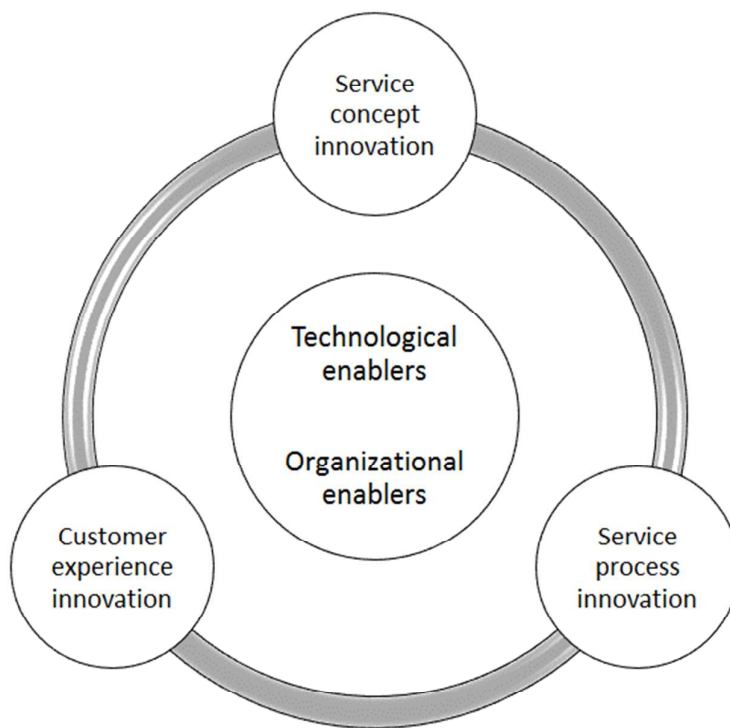 Service
concept
innovation
Technological
enablers
Organizational
enablers
Customer
experience
innovation
Service
process
innovation